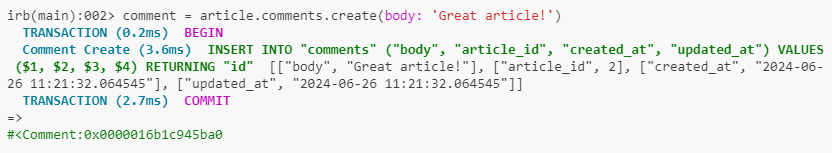 irb(main):002> comment = article.comments.create(body: 'Great article!')
  TRANSACTION (0.2ms)  BEGIN
  Comment Create (3.6ms)  INSERT INTO "comments" ("body", "article_id", "created_at", "updated_at") VALUES
 ($1, $2, $3, $4) RETURNING "id"  [["body", "Great article!"], ["article_id", 2], ["created_at", "2024-06-
26 11:21:32.064545"], ["updated_at", "2024-06-26 11:21:32.064545"]]
  TRANSACTION (2.7ms)  COMMIT
=>
#<Comment:0x0000016b1c945ba0